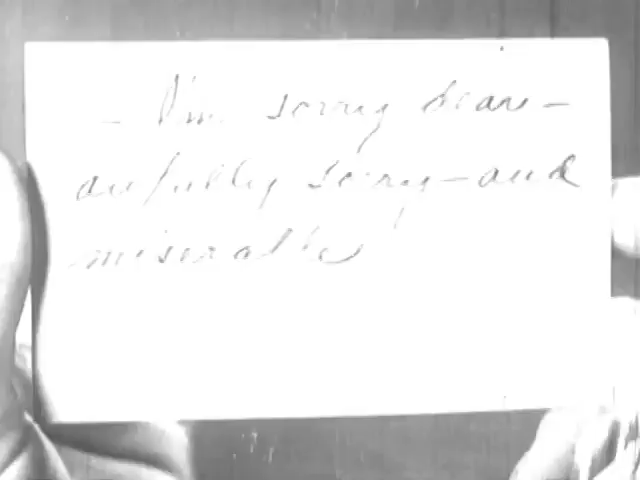 - I'm sorry dear -
awfully sorry - and
miserable!